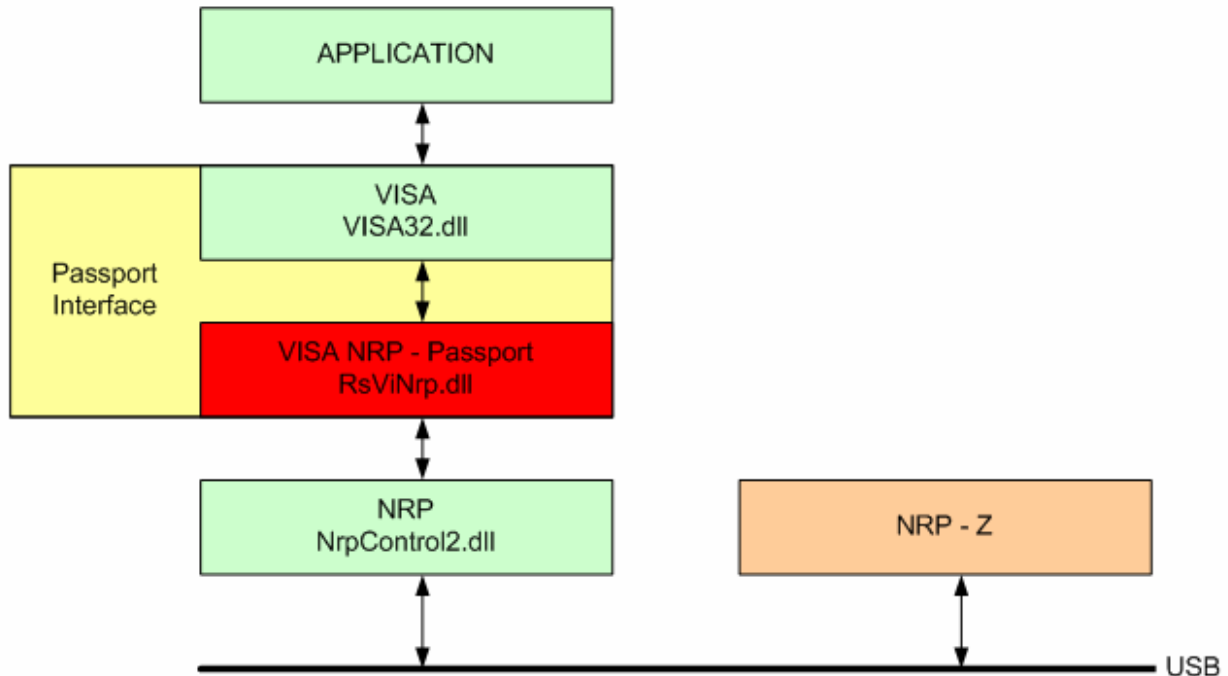 APPLICATION
VISA
VISA32.dll
Passport
Interface
VISA NRP - Passport
RsViNrp.dll
NRP
NrpControl2.dll
NRP - Z
USB